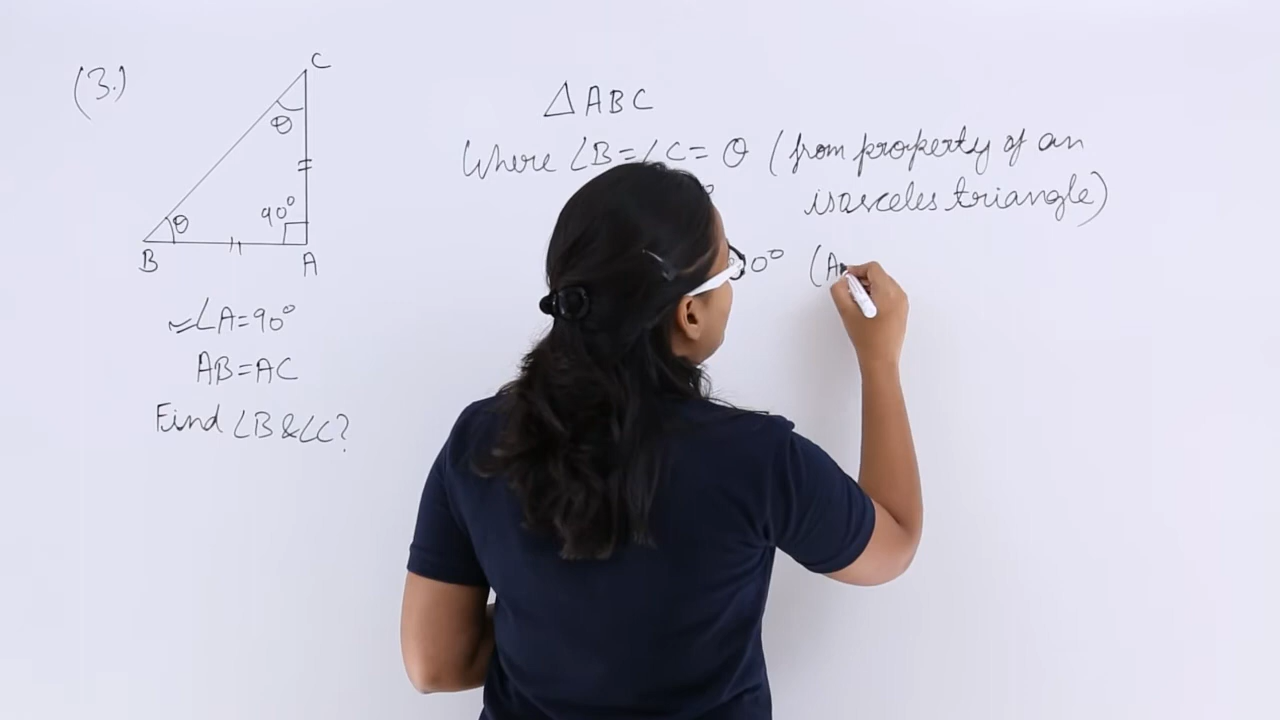 (3.)
C
θ
90°
θ
B
A
∠A=90°
AB=AC
Find ∠B&∠C?
△ABC
Where ∠B=∠C= θ (from property of an
isosceles triangle)
0° (A